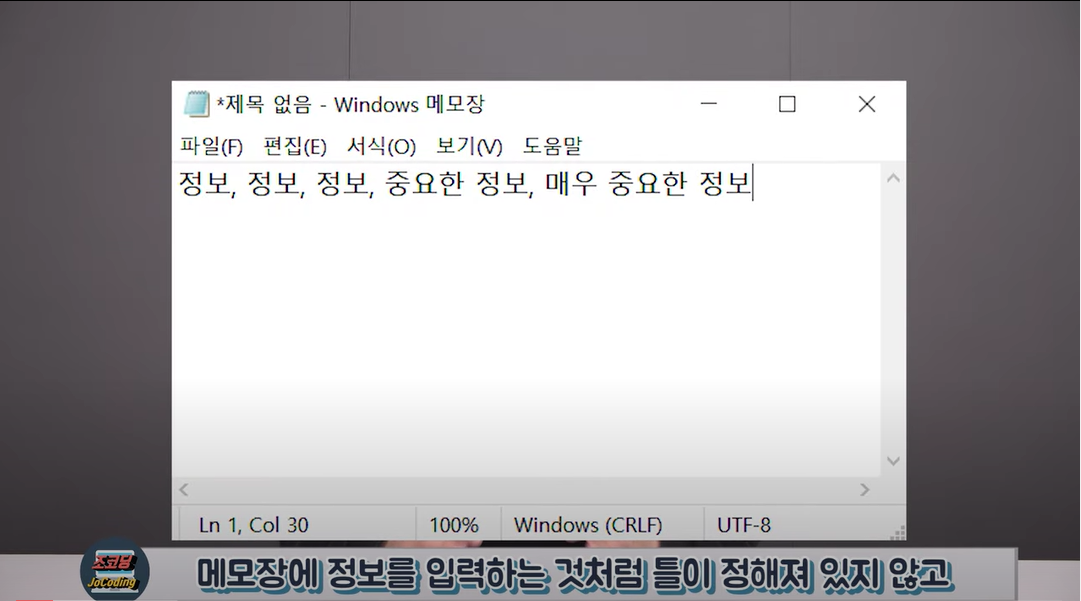 *제목 없음 - Windows 메모장
파일(F) 편집(E) 서식(O) 보기(V) 도움말
정보, 정보, 정보, 중요한 정보, 매우 중요한 정보
Ln 1, Col 30 100% Windows (CRLF) UTF-8
조코딩
JoCoding
메모장에 정보를 입력하는 것처럼 틀이 정해져 있지 않고